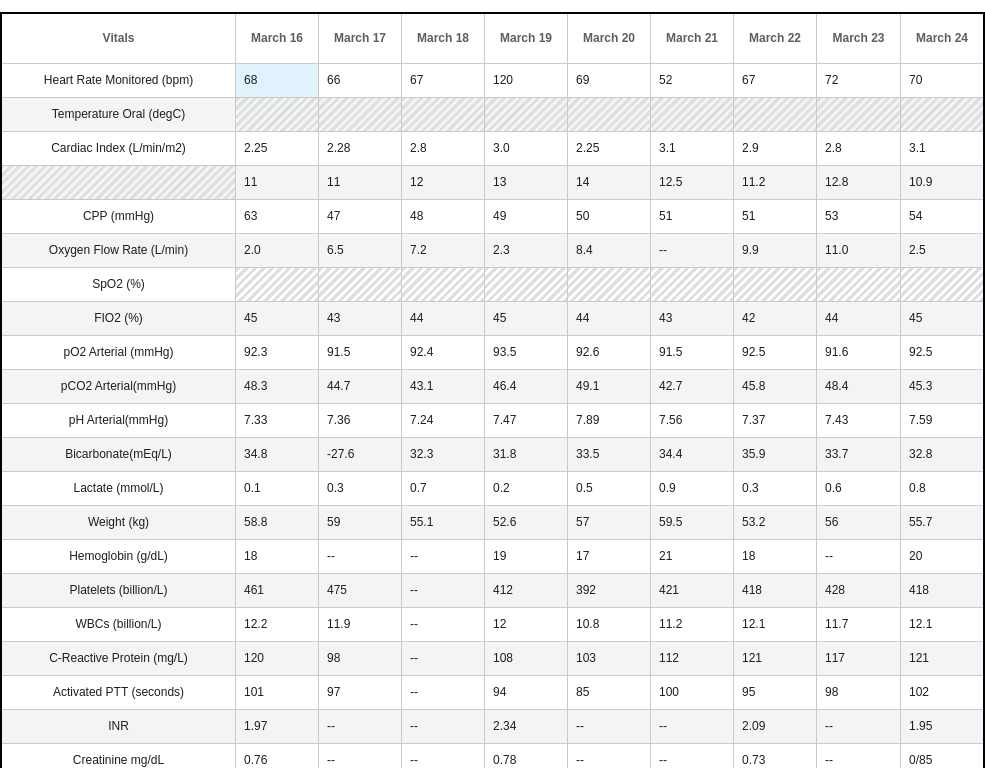 Vitals March 16 March 17 March 18 March 19 March 20 March 21 March 22 March 23 March 24
Heart Rate Monitored (bpm) 68 66 67 120 69 52 67 72 70
Temperature Oral (degC)
Cardiac Index (L/min/m2) 2.25 2.28 2.8 3.0 2.25 3.1 2.9 2.8 3.1
11 11 12 13 14 12.5 11.2 12.8 10.9
CPP (mmHg) 63 47 48 49 50 51 51 53 54
Oxygen Flow Rate (L/min) 2.0 6.5 7.2 2.3 8.4 -- 9.9 11.0 2.5
SpO2 (%)
FIO2 (%) 45 43 44 45 44 43 42 44 45
pO2 Arterial (mmHg) 92.3 91.5 92.4 93.5 92.6 91.5 92.5 91.6 92.5
pCO2 Arterial(mmHg) 48.3 44.7 43.1 46.4 49.1 42.7 45.8 48.4 45.3
pH Arterial(mmHg) 7.33 7.36 7.24 7.47 7.89 7.56 7.37 7.43 7.59
Bicarbonate(mEq/L) 34.8 -27.6 32.3 31.8 33.5 34.4 35.9 33.7 32.8
Lactate (mmol/L) 0.1 0.3 0.7 0.2 0.5 0.9 0.3 0.6 0.8
Weight (kg) 58.8 59 55.1 52.6 57 59.5 53.2 56 55.7
Hemoglobin (g/dL) 18 -- -- 19 17 21 18 -- 20
Platelets (billion/L) 461 475 -- 412 392 421 418 428 418
WBCs (billion/L) 12.2 11.9 -- 12 10.8 11.2 12.1 11.7 12.1
C-Reactive Protein (mg/L) 120 98 -- 108 103 112 121 117 121
Activated PTT (seconds) 101 97 -- 94 85 100 95 98 102
INR 1.97 -- -- 2.34 -- -- 2.09 -- 1.95
Creatinine mg/dL 0.76 -- -- 0.78 -- -- 0.73 -- 0/85